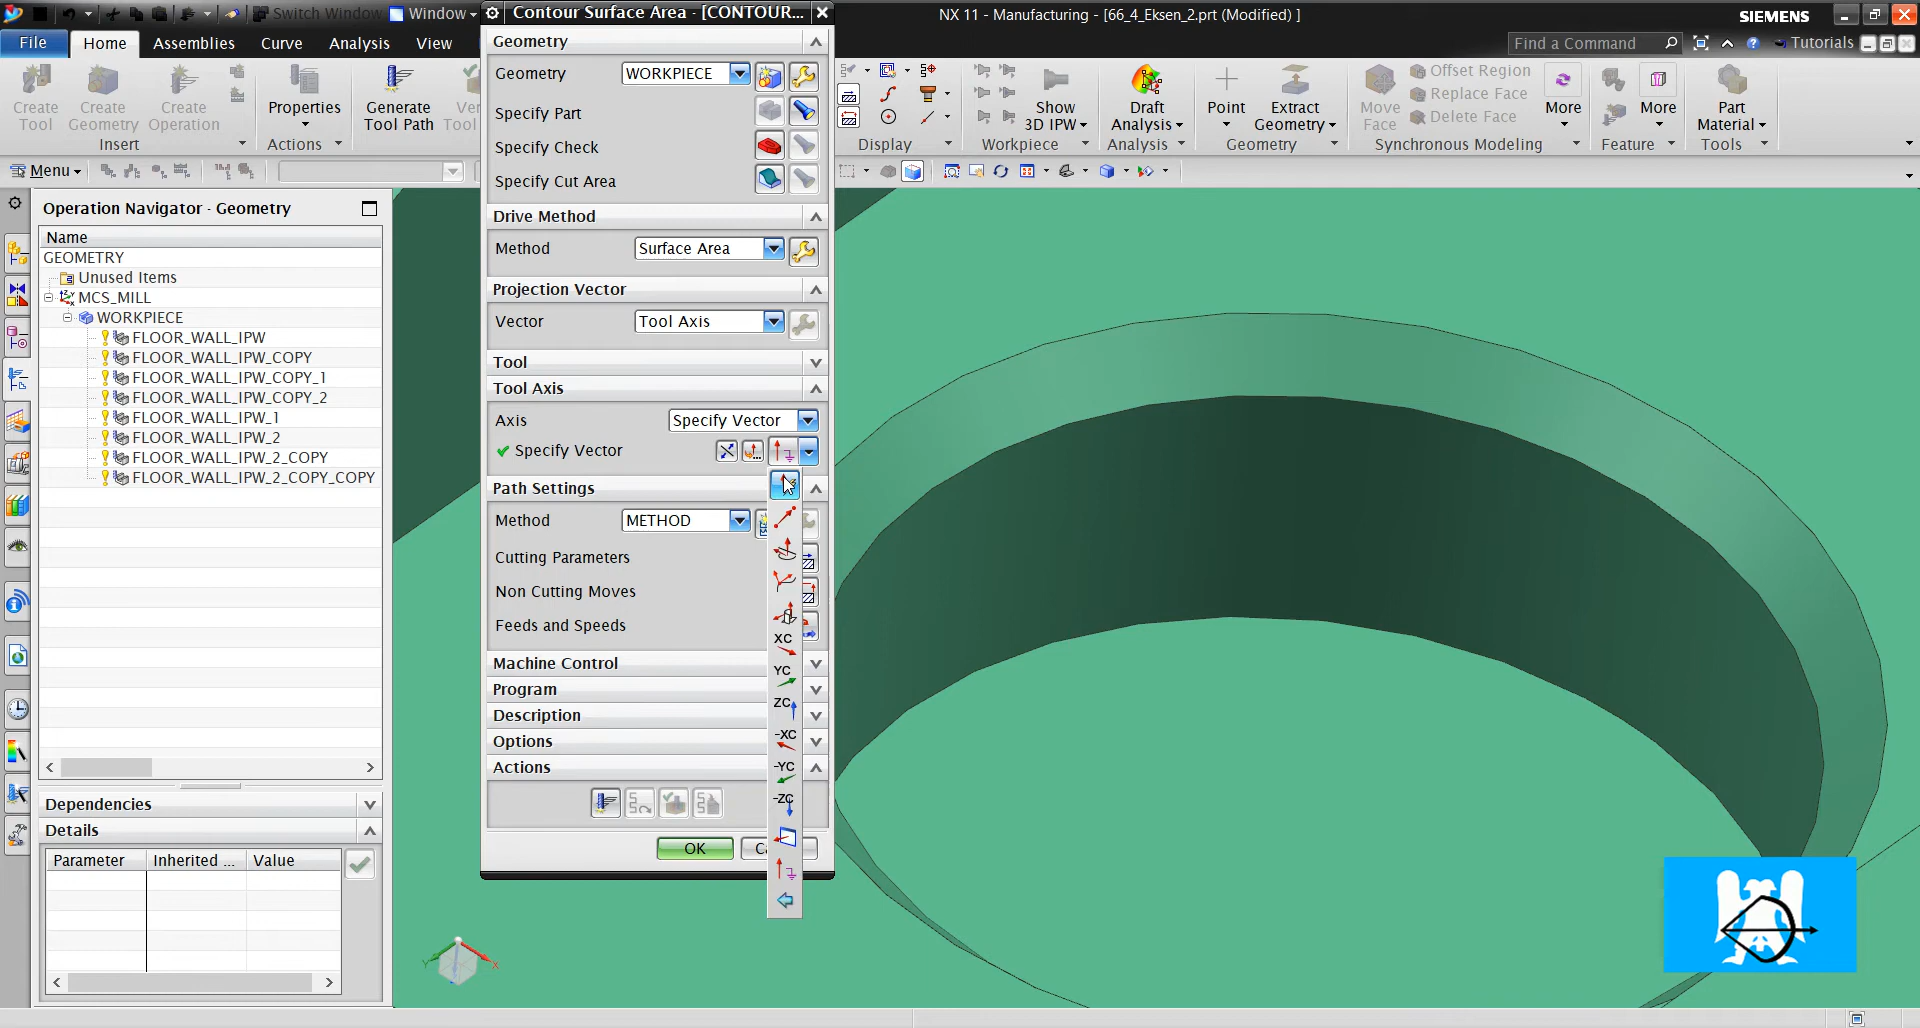 Switch Window
Window
Contour Surface Area - [CONTOUR...
NX 11 - Manufacturing - [66_4_Eksen_2.prt (Modified) ]
SIEMENS
File
Home
Assemblies
Curve
Analysis
View
Find a Command
Tutorials
Create Tool
Create Geometry
Create Operation
Insert
Properties
Actions
Generate Tool Path
Show 3D IPW
Display
Workpiece
Draft Analysis
Analysis
Point
Extract Geometry
Geometry
Move Face
Offset Region
Replace Face
Delete Face
More
Synchronous Modeling
More
Feature
Part Material
Tools
Menu
Operation Navigator - Geometry
Name
GEOMETRY
Unused Items
MCS_MILL
WORKPIECE
FLOOR_WALL_IPW
FLOOR_WALL_IPW_COPY
FLOOR_WALL_IPW_COPY_1
FLOOR_WALL_IPW_COPY_2
FLOOR_WALL_IPW_1
FLOOR_WALL_IPW_2
FLOOR_WALL_IPW_2_COPY
FLOOR_WALL_IPW_2_COPY_COPY
Dependencies
Details
Parameter
Inherited ...
Value
Geometry
Geometry
WORKPIECE
Specify Part
Specify Check
Specify Cut Area
Drive Method
Method
Surface Area
Projection Vector
Vector
Tool Axis
Tool
Tool Axis
Axis
Specify Vector
Specify Vector
Path Settings
Method
METHOD
Cutting Parameters
Non Cutting Moves
Feeds and Speeds
Machine Control
Program
Description
Options
Actions
OK
XC
YC
ZC
-XC
-YC
-ZC
Y
X